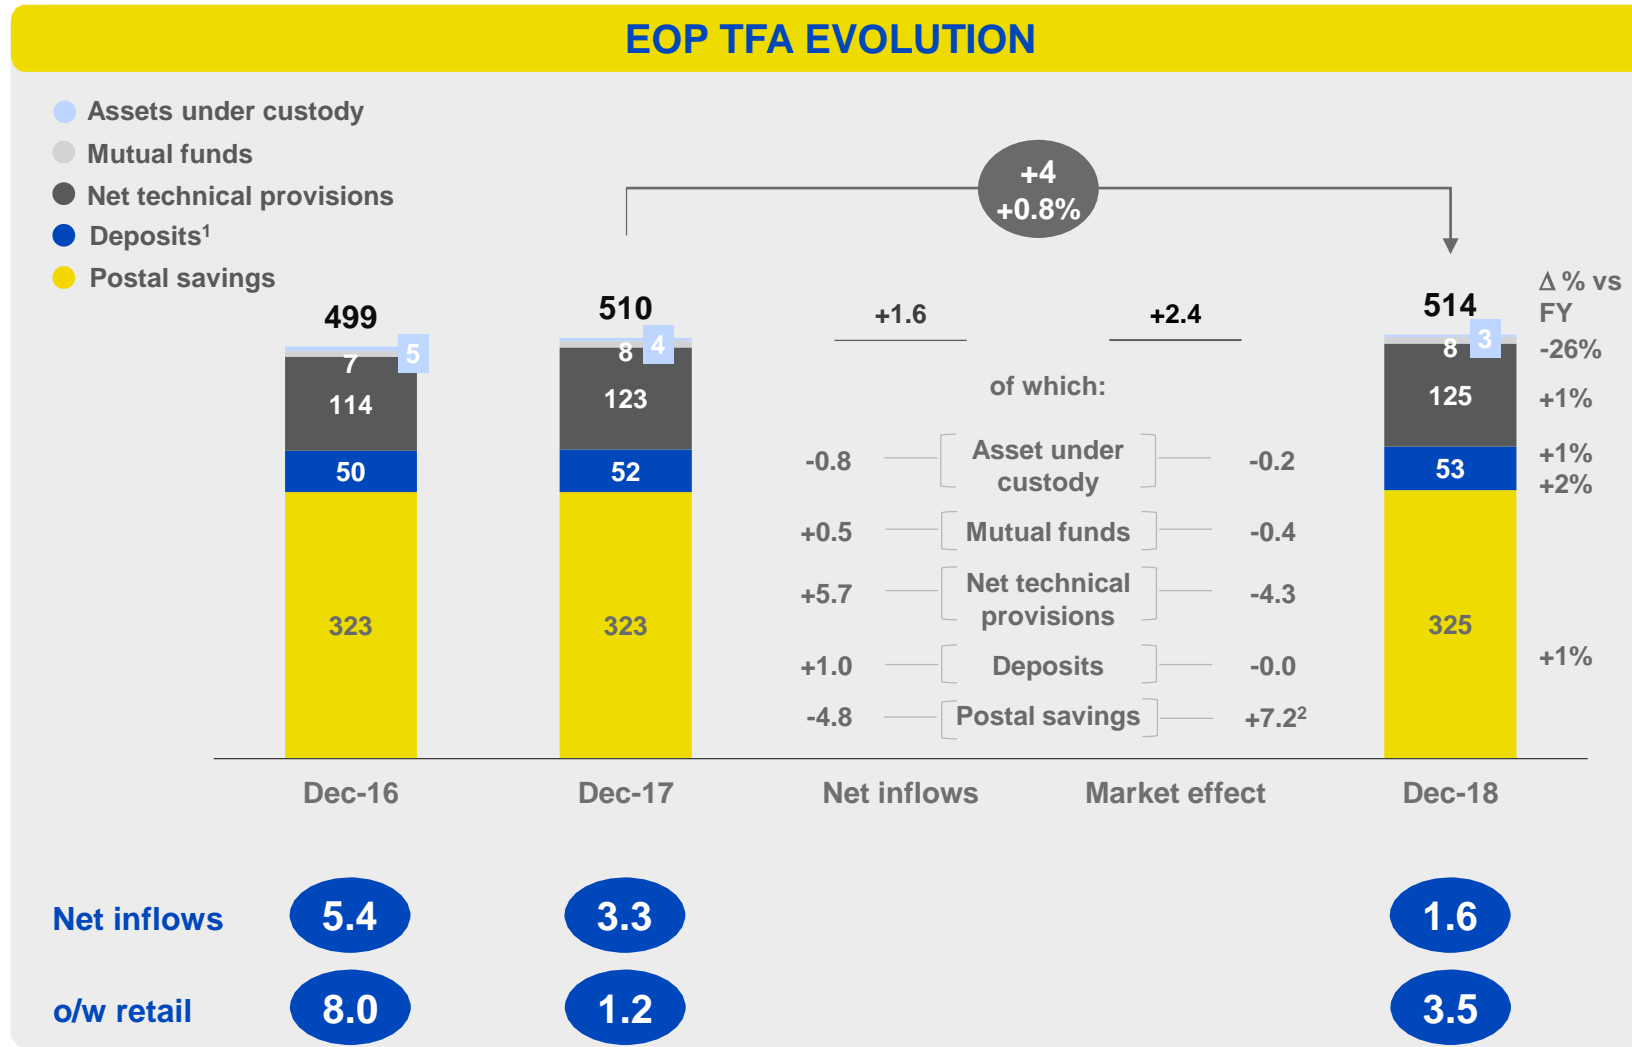 EOP TFA EVOLUTION
Assets under custody
Mutual funds
Net technical provisions
Deposits¹
Postal savings
+4
+0.8%
499
510
+1.6
+2.4
514
Δ % vs
FY
5
7
114
50
323
4
8
123
52
323
of which:
-0.8 Asset under custody -0.2
+0.5 Mutual funds -0.4
+5.7 Net technical provisions -4.3
+1.0 Deposits -0.0
-4.8 Postal savings +7.2²
3
8
125
53
325
-26%
+1%
+1%
+2%
+1%
Dec-16 Dec-17 Net inflows Market effect Dec-18
Net inflows 5.4 3.3 1.6
o/w retail 8.0 1.2 3.5